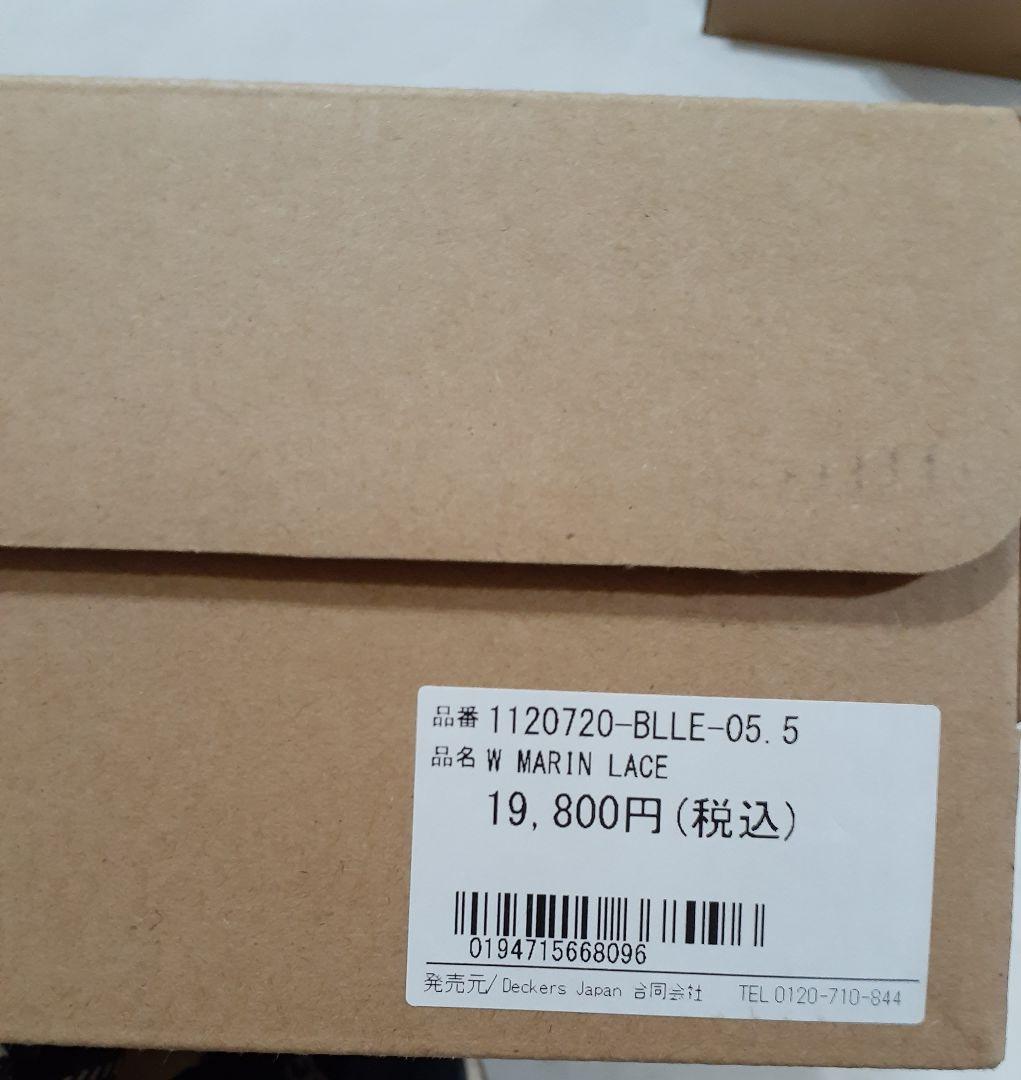 品番 1120720-BLLE-05.5
品名 W MARIN LACE
19,800円(税込)
0194715668096
発売元/Deckers Japan 合同会社 TEL 0120-710-844